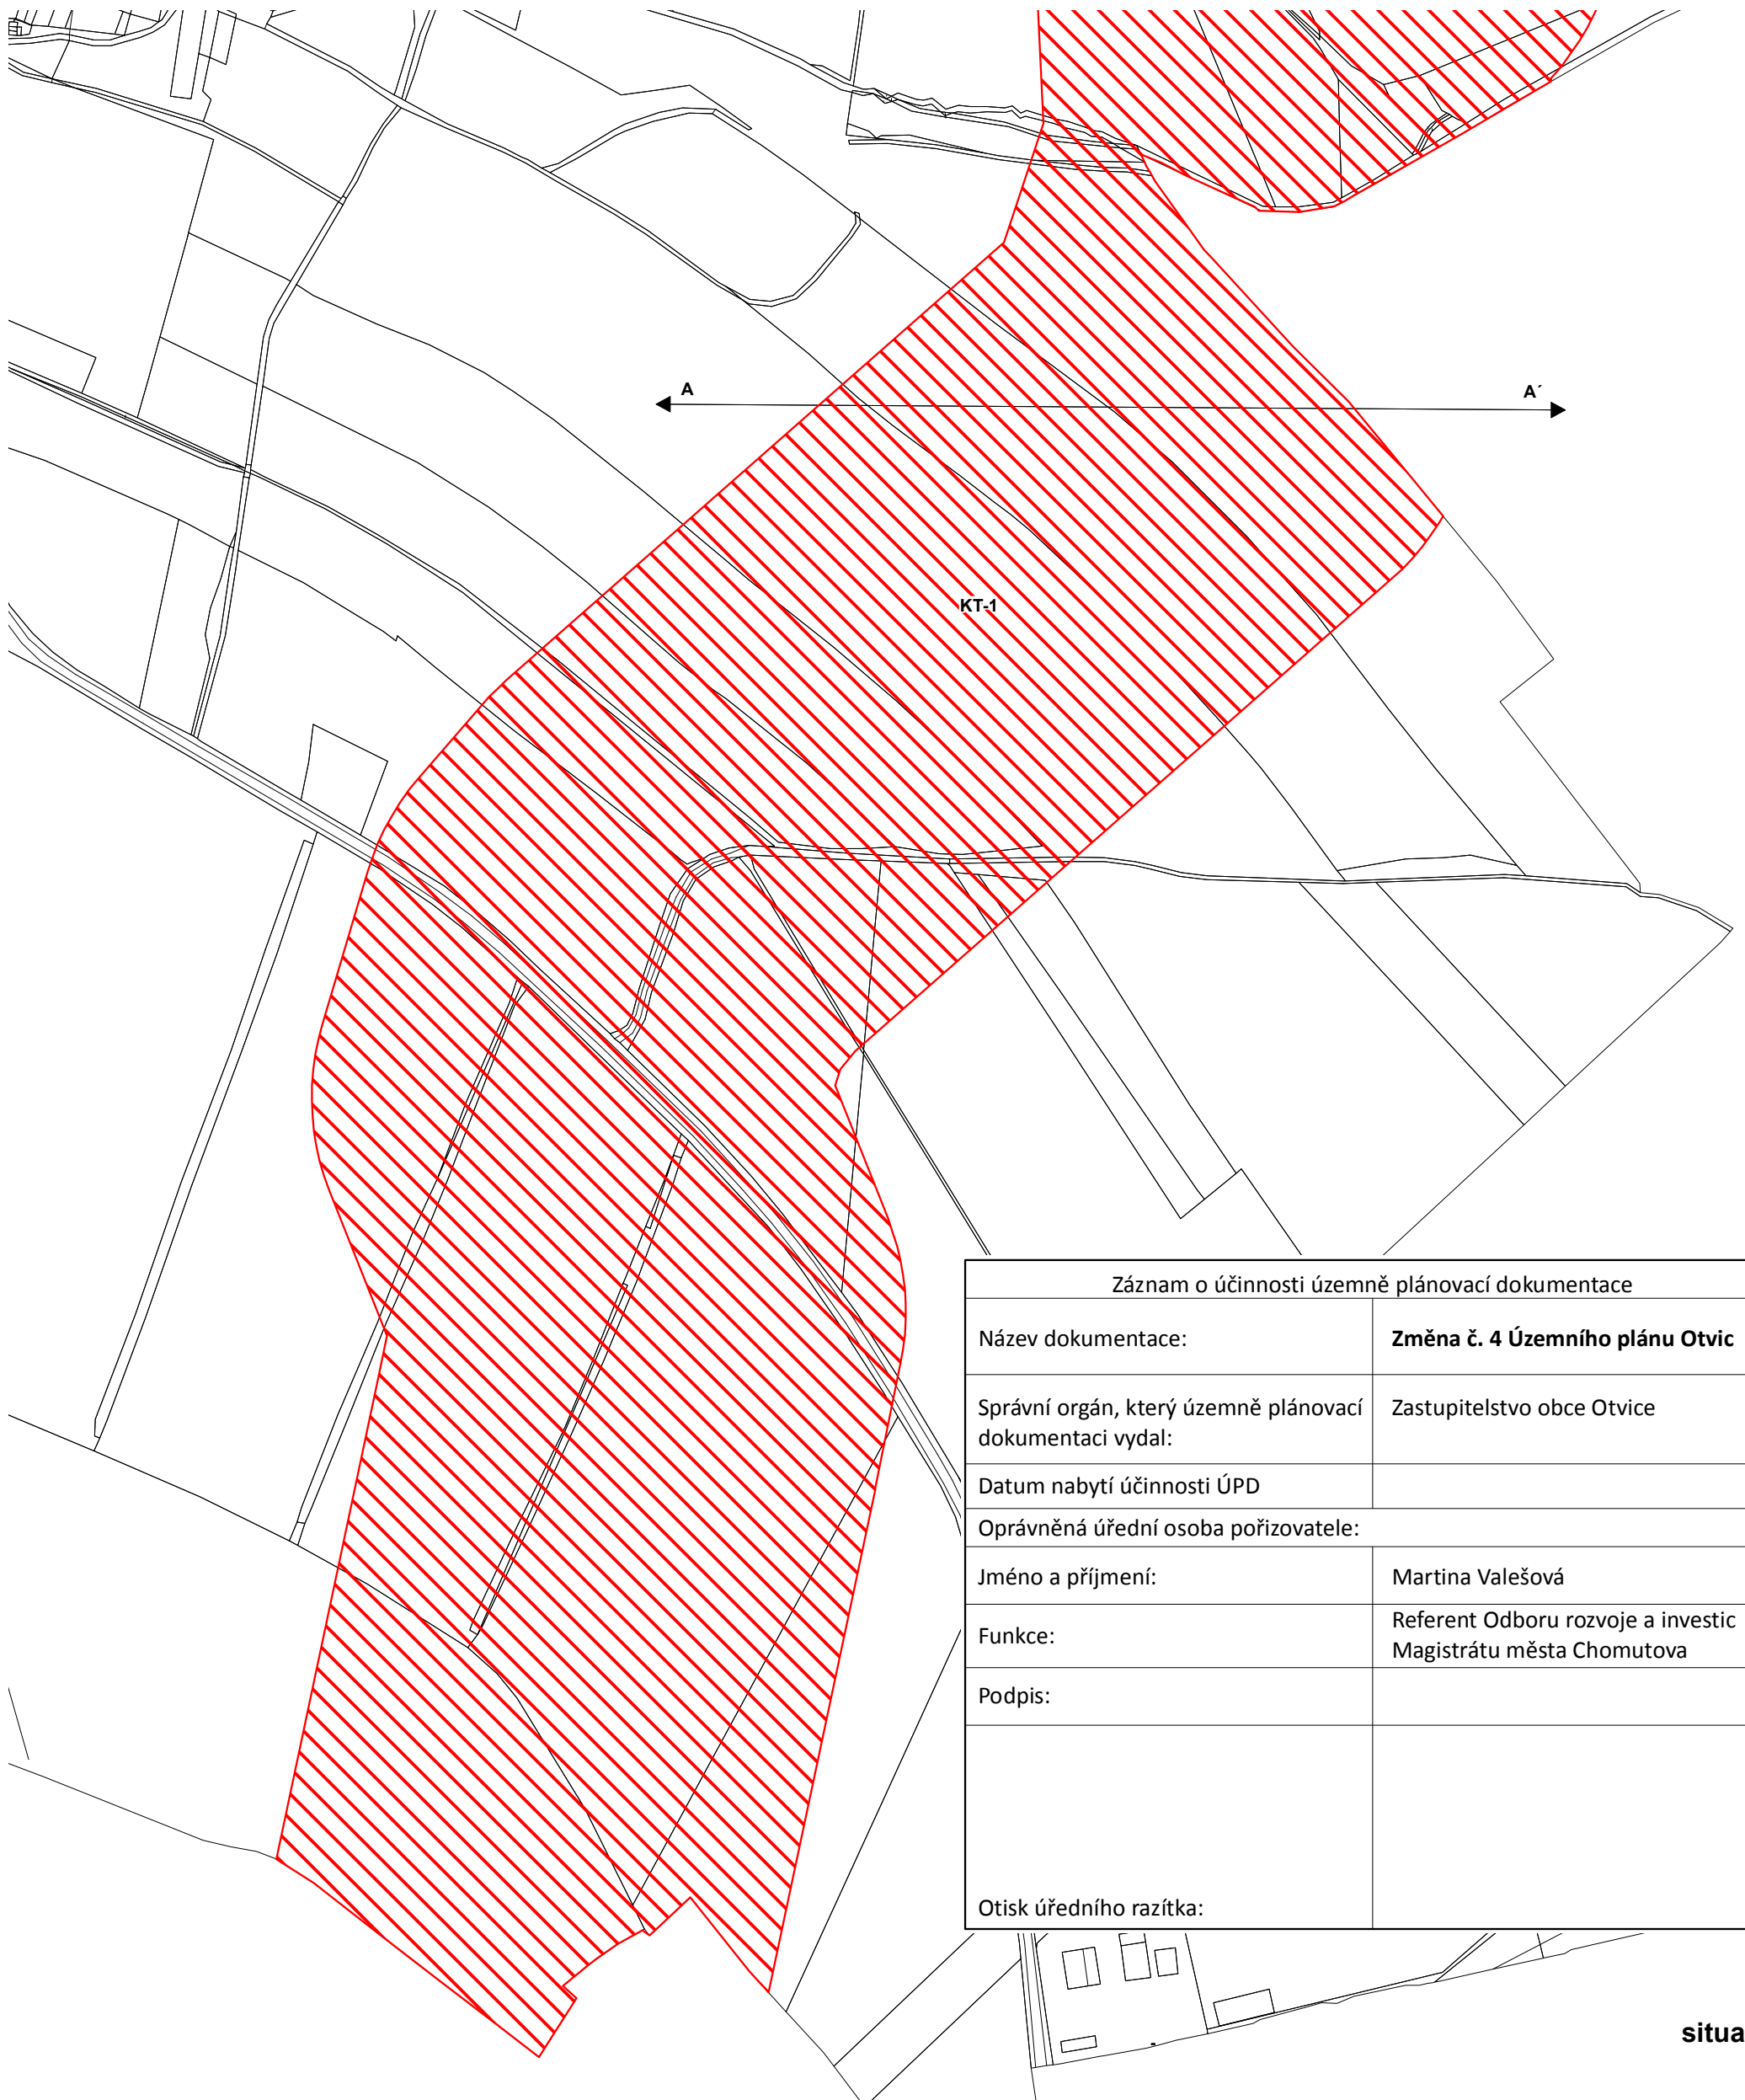 A
A´
KT-1
Záznam o účinnosti územně plánovací dokumentace
Název dokumentace:
Změna č. 4 Územního plánu Otvic
Správní orgán, který územně plánovací
dokumentaci vydal:
Zastupitelstvo obce Otvice
Datum nabytí účinnosti ÚPD
Oprávněná úřední osoba pořizovatele:
Jméno a příjmení:
Martina Valešová
Funkce:
Referent Odboru rozvoje a investic
Magistrátu města Chomutova
Podpis:
Otisk úředního razítka:
situa